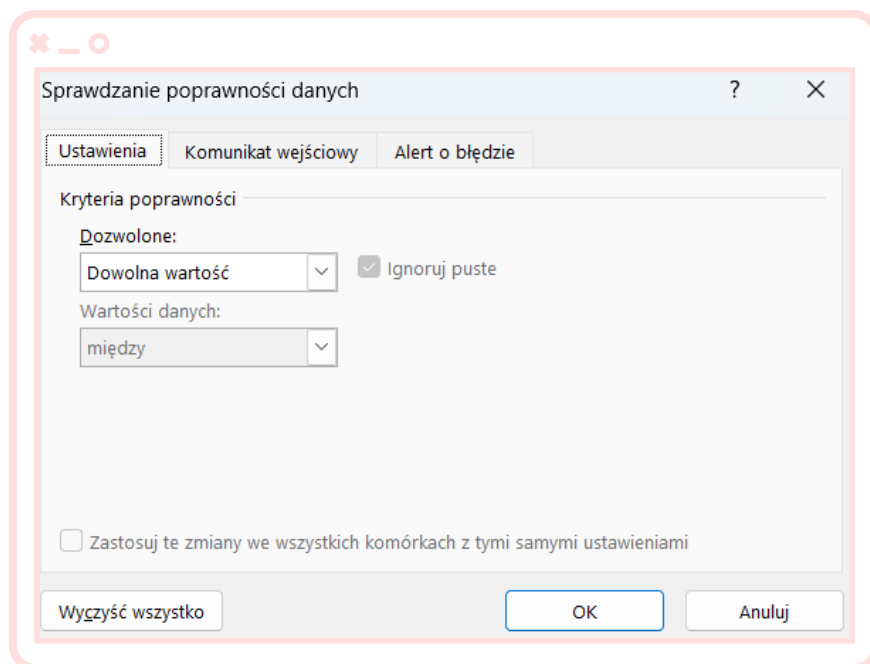 Sprawdzanie poprawności danych ?
Ustawienia Komunikat wejściowy Alert o błędzie
Kryteria poprawności
Dozwolone:
Dowolna wartość Ignoruj puste
Wartości danych:
między
Zastosuj te zmiany we wszystkich komórkach z tymi samymi ustawieniami
Wyczyść wszystko OK Anuluj